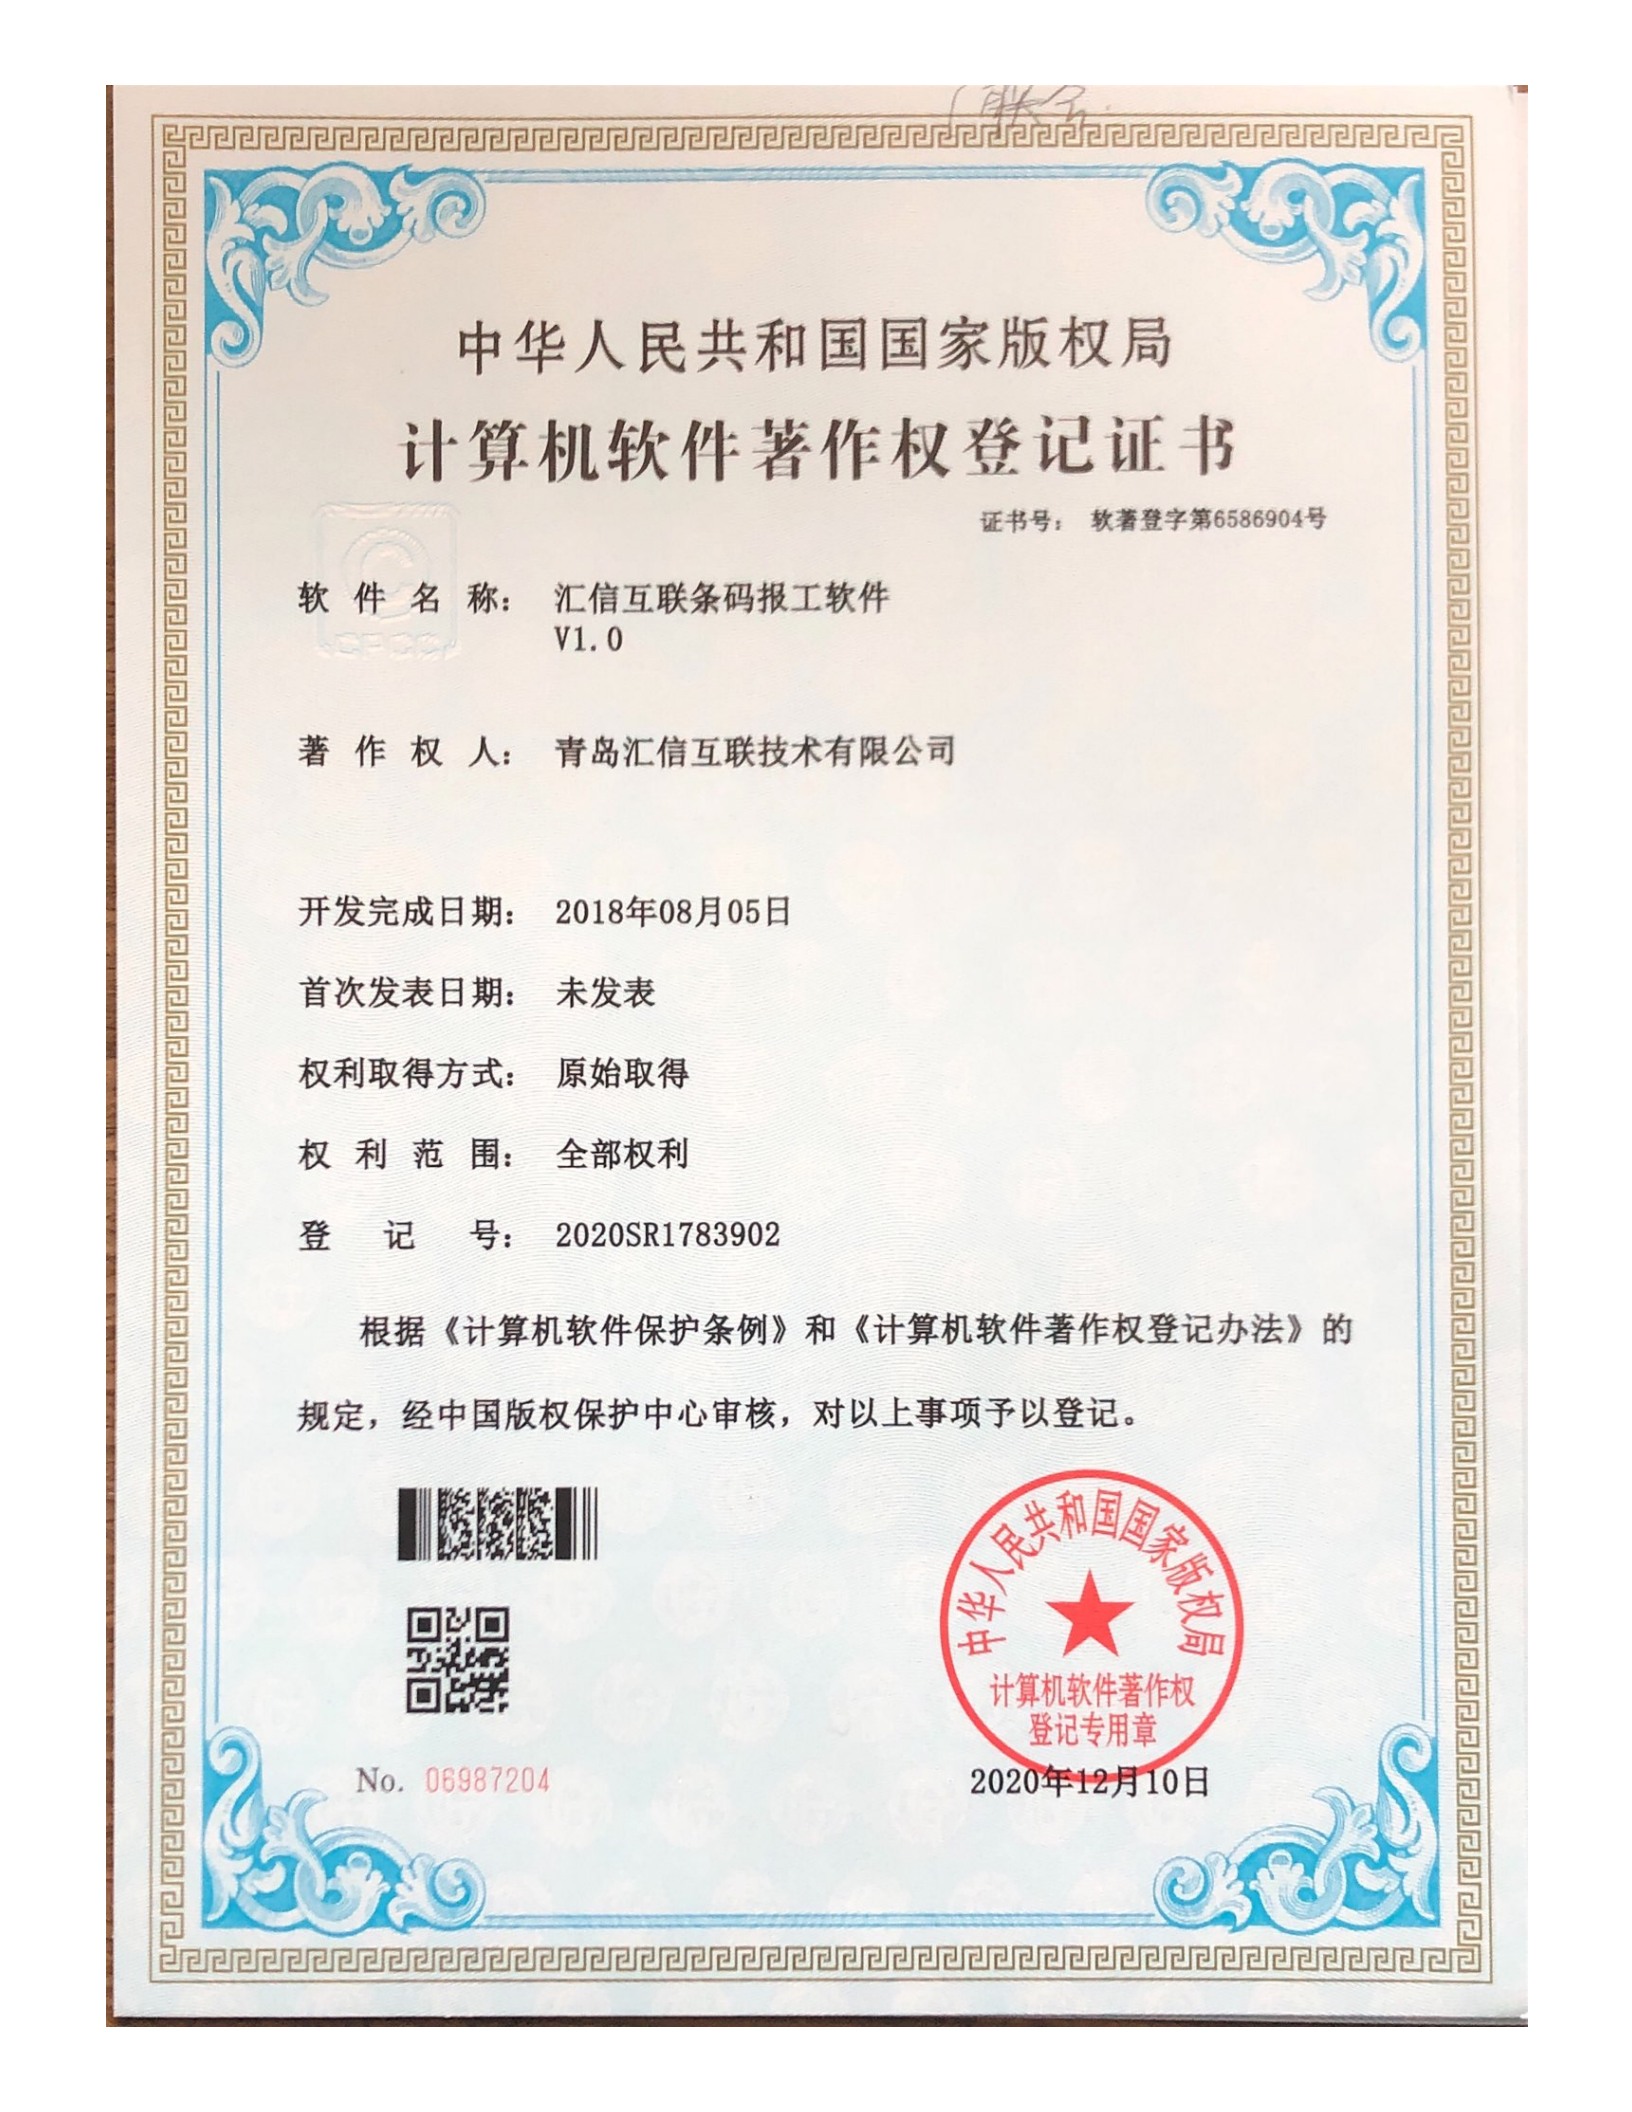 中华人民共和国国家版权局
计算机软件著作权登记证书
证书号： 软著登字第6586904号
软件名称： 汇信互联条码报工软件
V1.0
著作权人： 青岛汇信互联技术有限公司
开发完成日期： 2018年08月05日
首次发表日期： 未发表
权利取得方式： 原始取得
权利范围： 全部权利
登记号： 2020SR1783902
根据《计算机软件保护条例》和《计算机软件著作权登记办法》的
规定，经中国版权保护中心审核，对以上事项予以登记。
中华人民共和国国家版权局
计算机软件著作权
登记专用章
No. 06987204
2020年12月10日